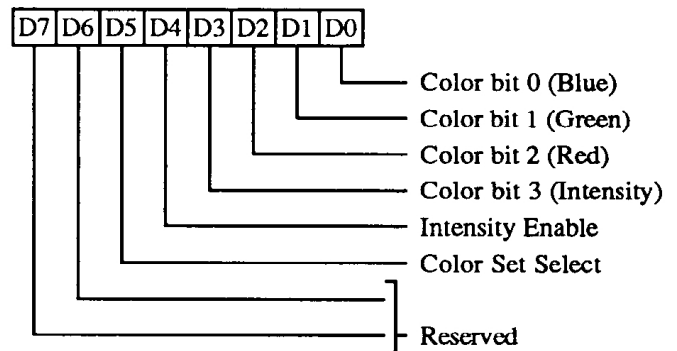 D7 D6 D5 D4 D3 D2 D1 D0
Color bit 0 (Blue)
Color bit 1 (Green)
Color bit 2 (Red)
Color bit 3 (Intensity)
Intensity Enable
Color Set Select
Reserved